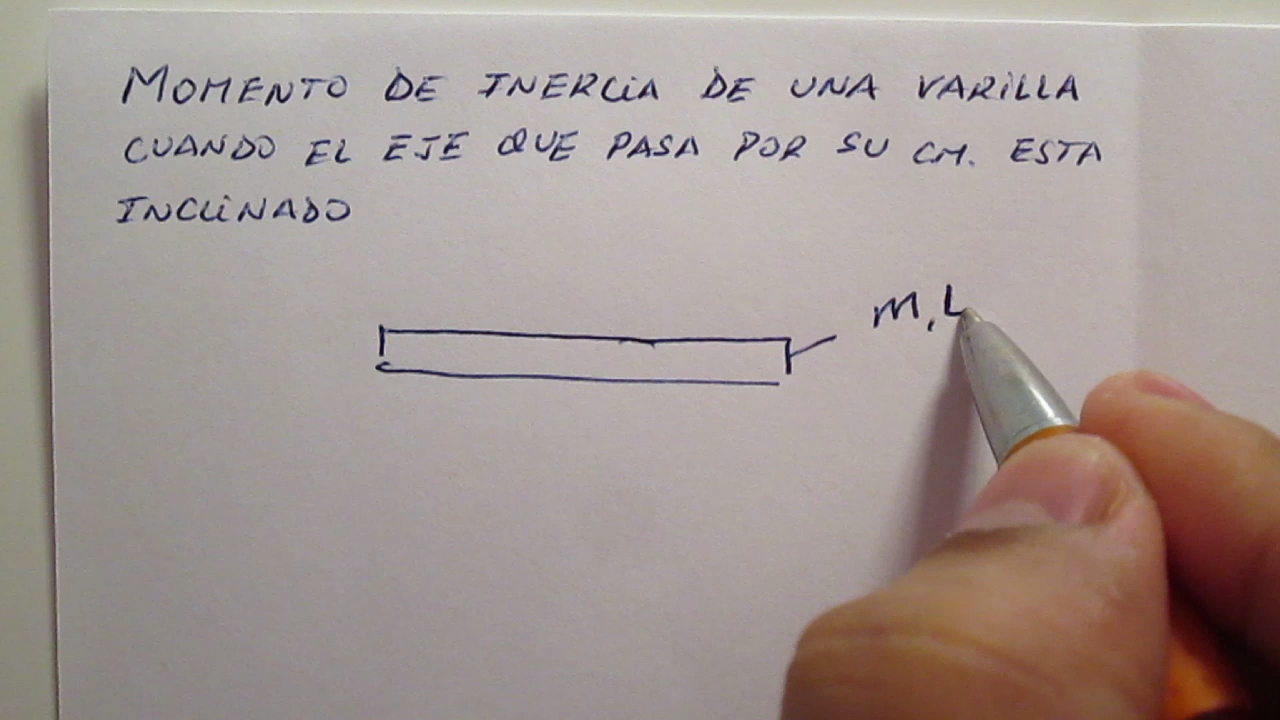 MOMENTO DE INERCiA DE UNA VARiLLA
CUANDO EL EJE QUE PASA POR SU CM. ESTA
INCLiNADO
M, L